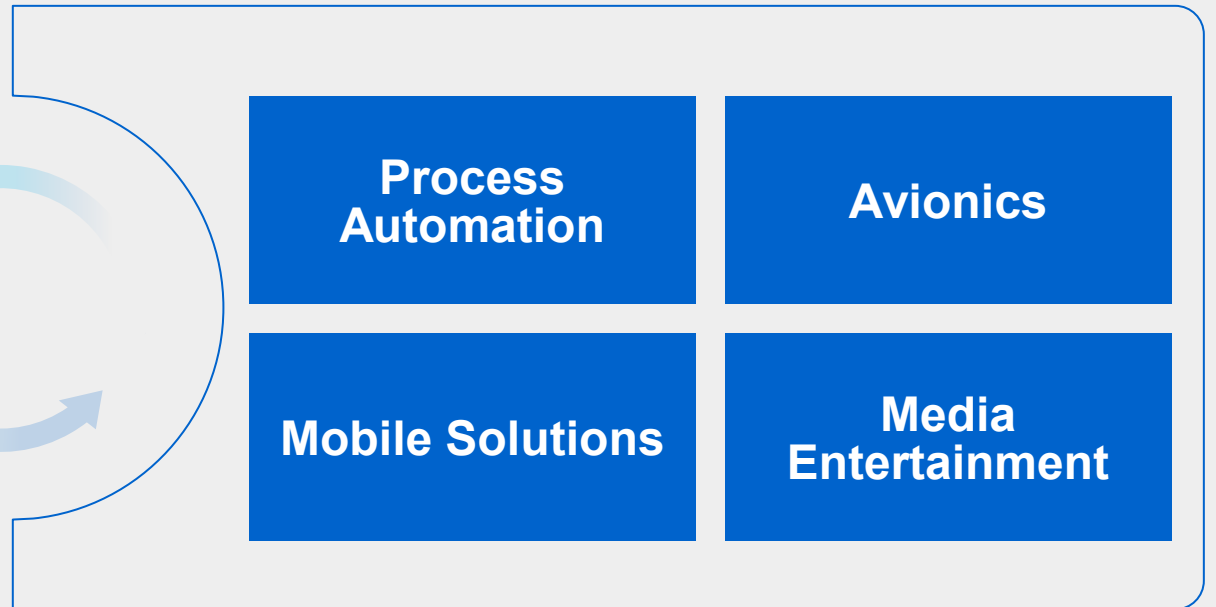 Process
Automation
Avionics
Mobile Solutions
Media
Entertainment